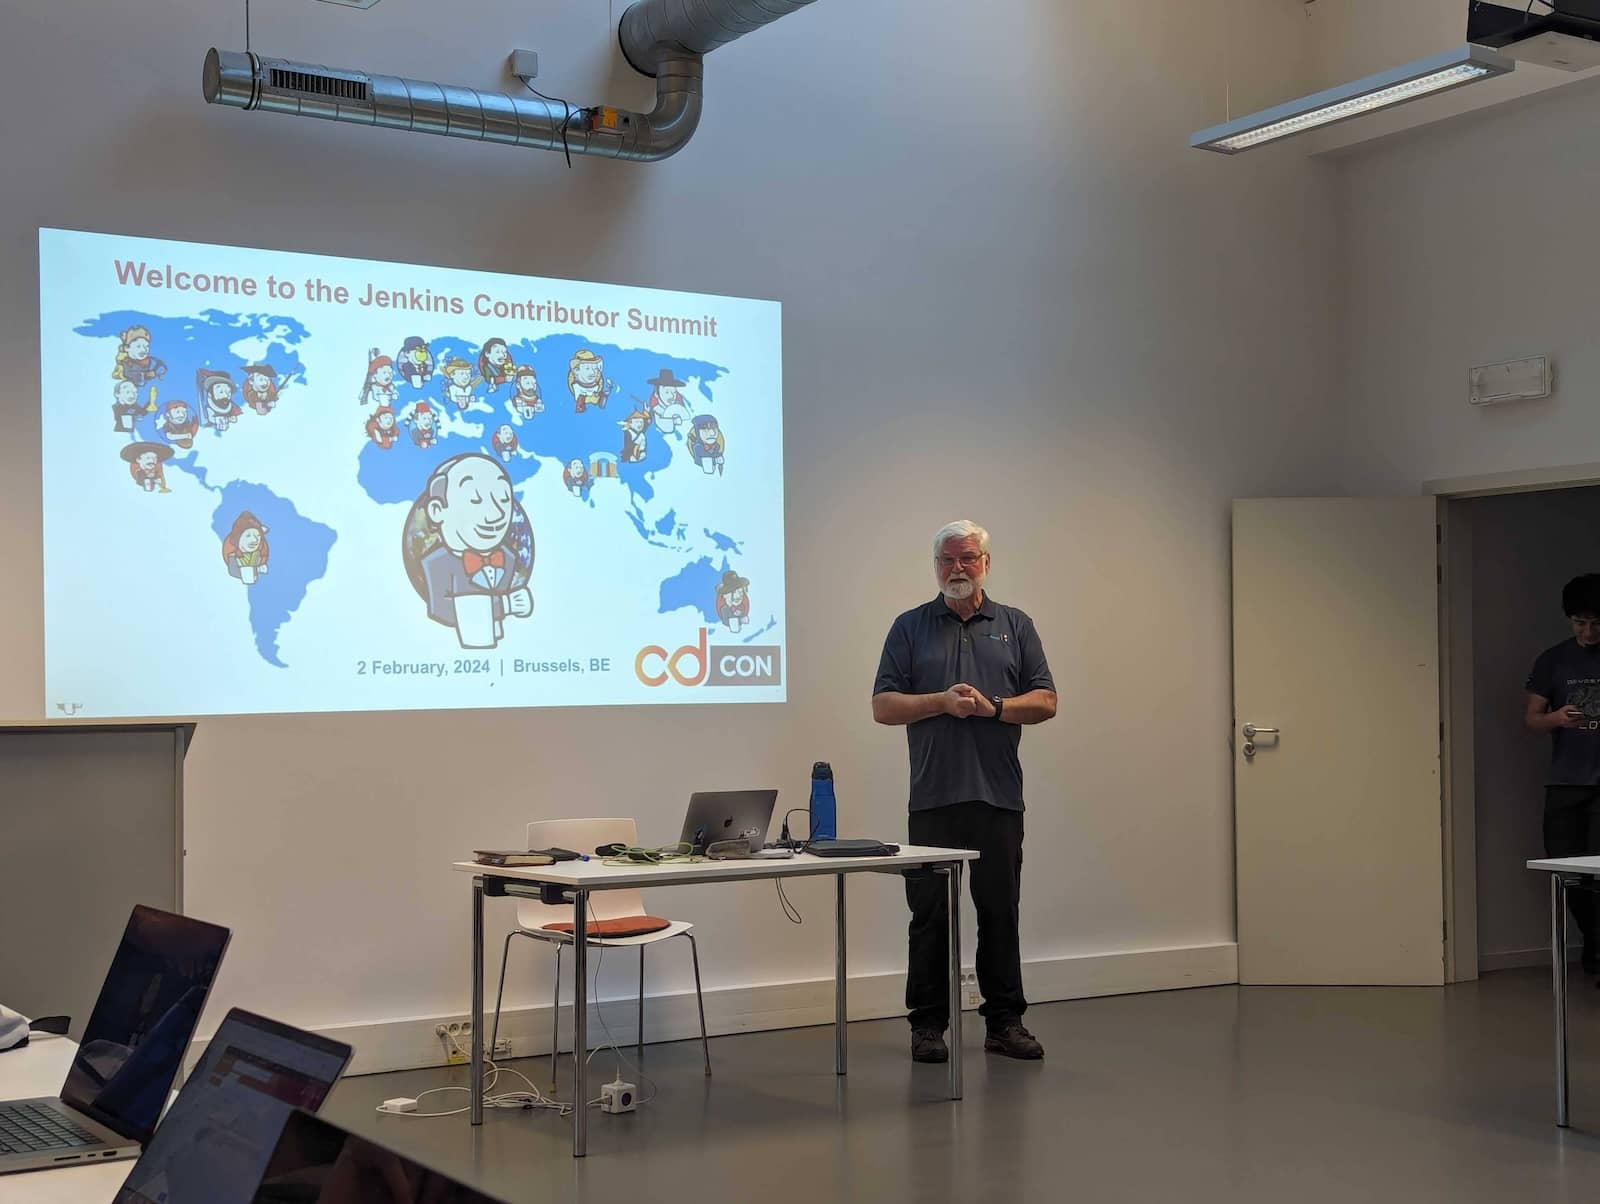 Welcome to the Jenkins Contributor Summit
2 February, 2024 | Brussels, BE
cd CON